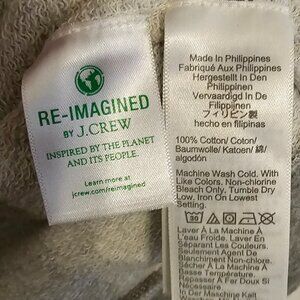 RE-IMAGINED
BY J.CREW
INSPIRED BY THE PLANET
AND ITS PEOPLE.
Learn more at
jcrew.com/reimagined
Made In Philippines
Fabriqué Aux Philippines
Hergestellt In Den
Philippinen
Vervaardigd In De
Filippijnen
フィリピン製
hecho en filipinas
100% Cotton/ Coton/
Baumwolle/ Katoen/ 綿/
algodón
Machine Wash Cold. With
Like Colors. Non-chlorine
Bleach Only. Tumble Dry
Low. Iron On Lowest
Setting.
Laver À La Machine À
L'eau Froide. Laver En
Séparant Les Couleurs
Seulement Agent De
Blanchiment Non-chlore.
Sécher À La Machine À
Basse Température.
Repasser À Fer Doux Si
Nécessaire
In Der Maschine Kalt